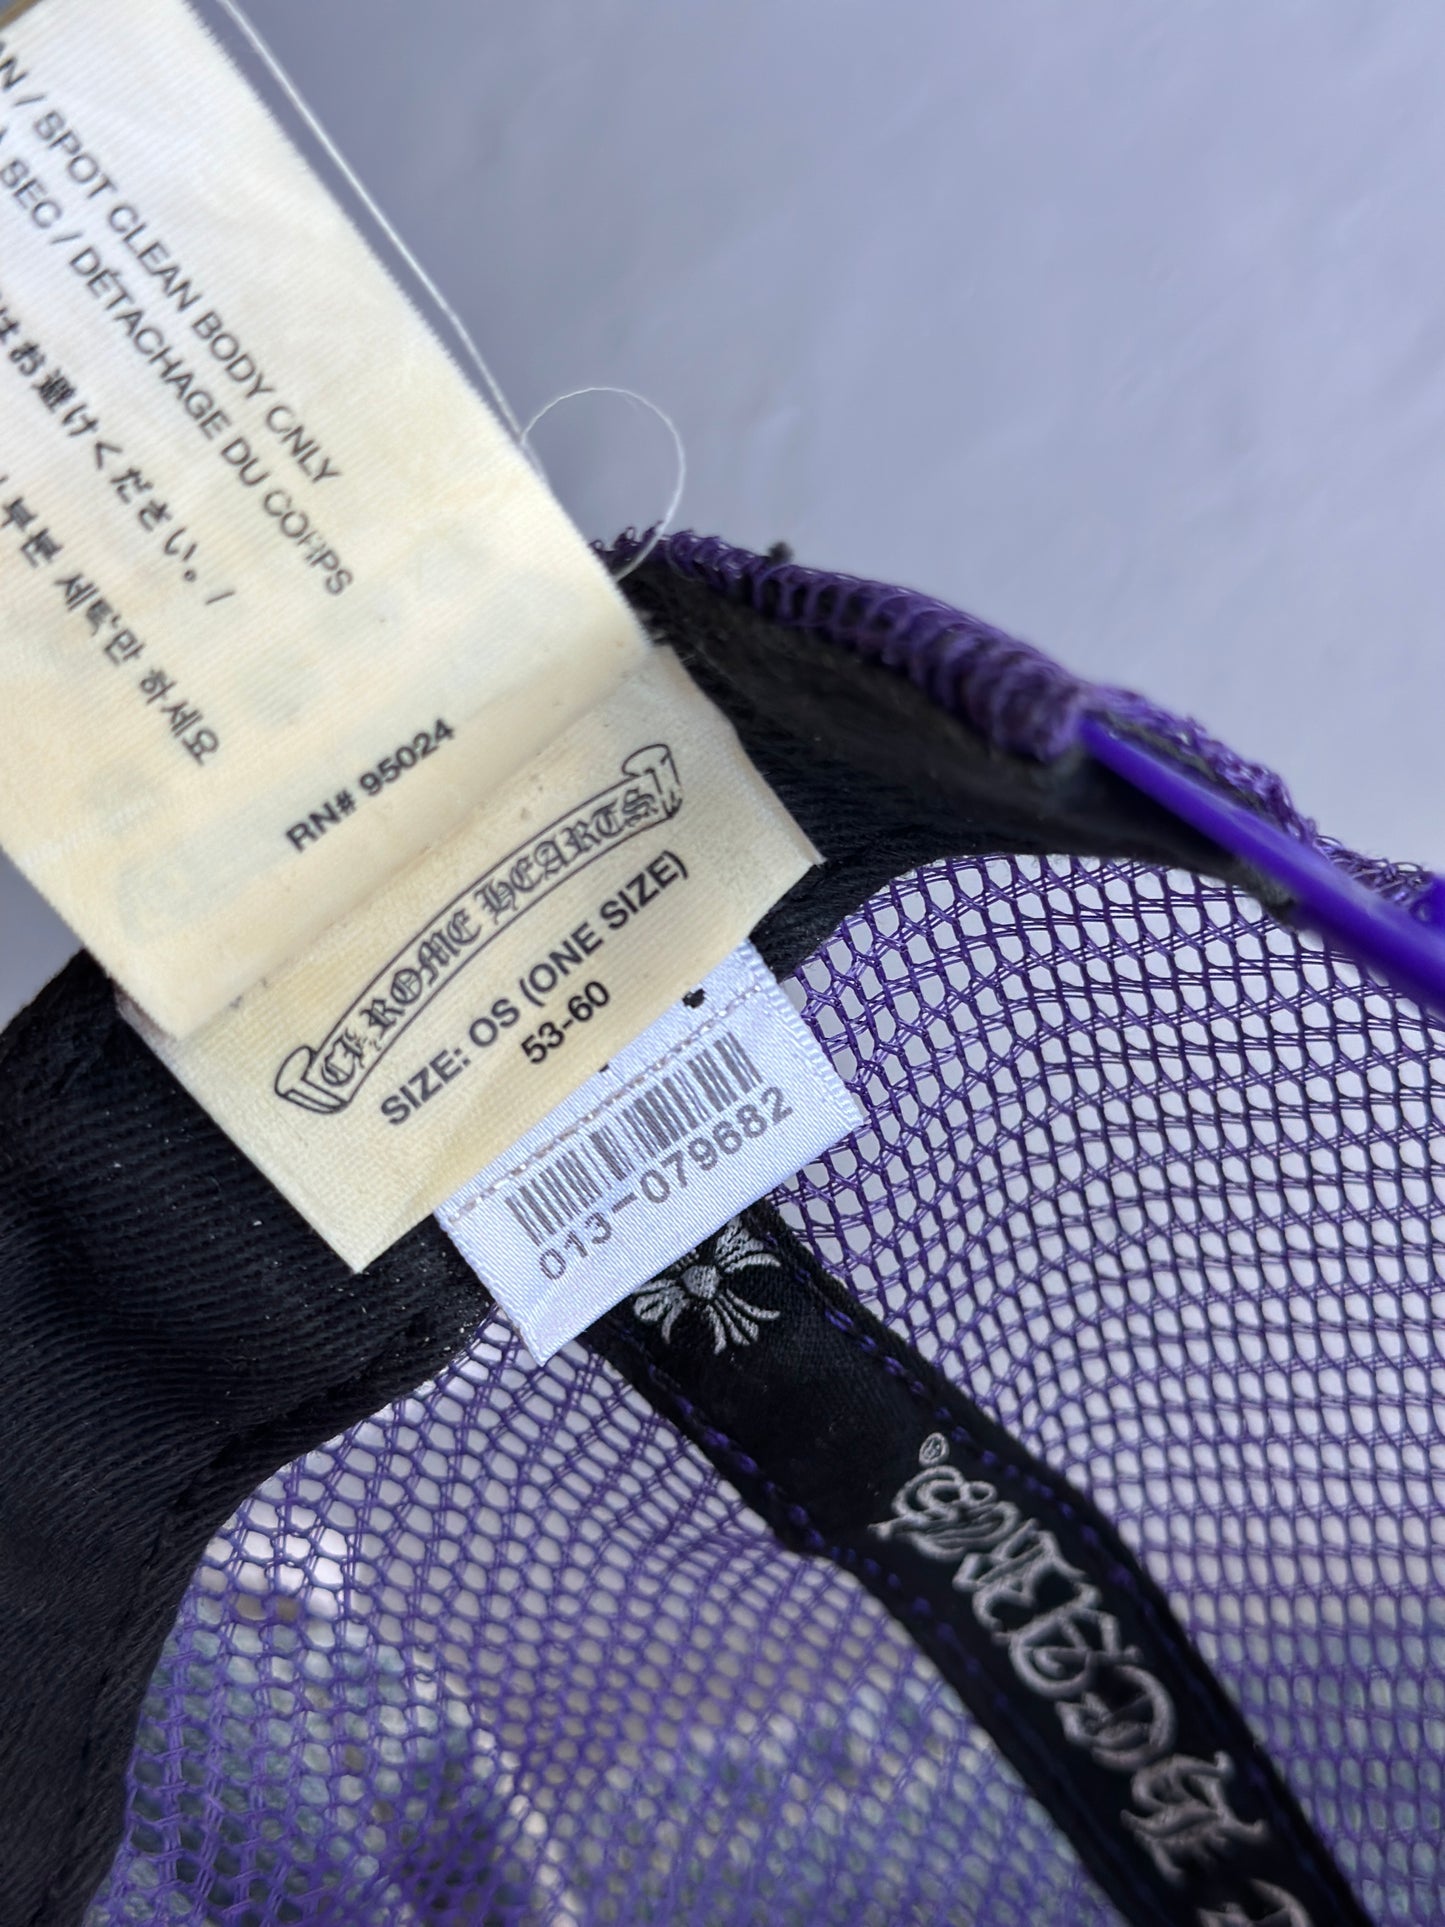 AN / SPOT CLEAN BODY ONLY
À SEC / DÉTACHAGE DU CORPS
はお避けください。 /
부분 세탁만 하세요
RN# 95024
CHROME HEARTS
SIZE: OS (ONE SIZE)
53-60
013-079682
HEARTS®